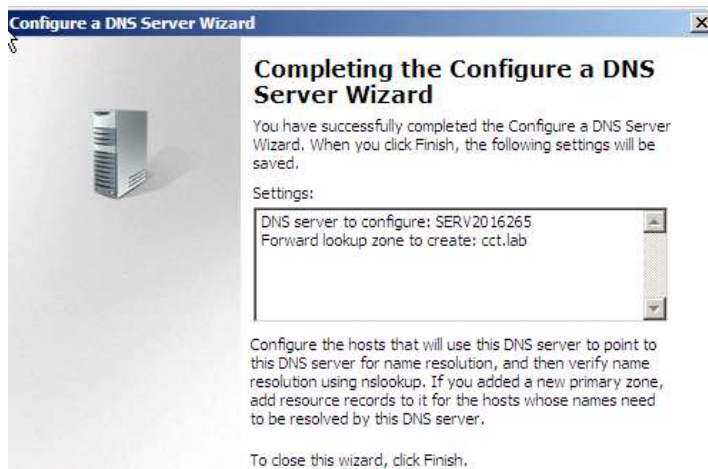 Configure a DNS Server Wizard
Completing the Configure a DNS
Server Wizard
You have successfully completed the Configure a DNS Server
Wizard. When you click Finish, the following settings will be
saved.
Settings:
DNS server to configure: SERV2016265
Forward lookup zone to create: cct.lab
Configure the hosts that will use this DNS server to point to
this DNS server for name resolution, and then verify name
resolution using nslookup. If you added a new primary zone,
add resource records to it for the hosts whose names need
to be resolved by this DNS server.
To close this wizard, click Finish.